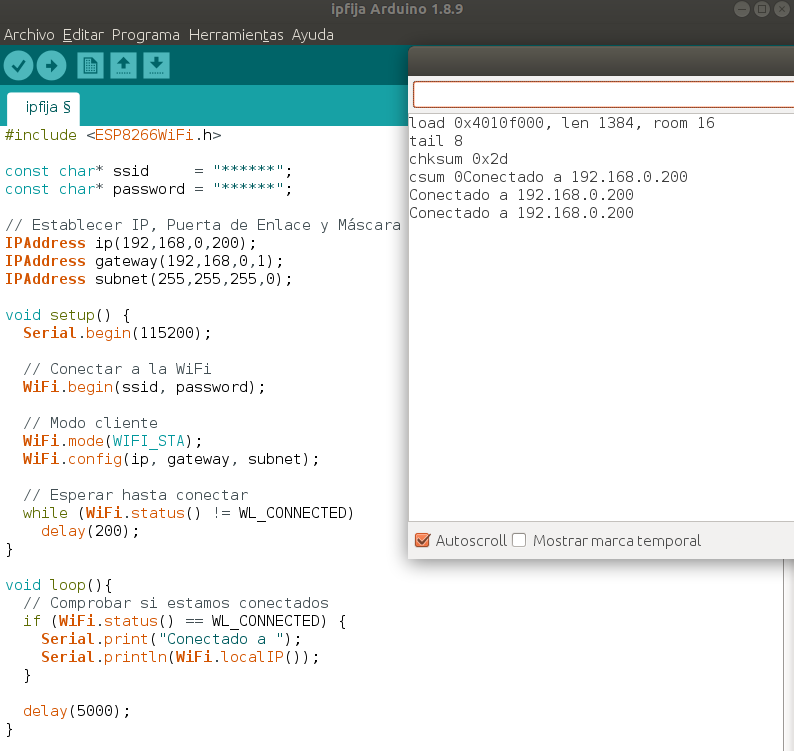 ipfija Arduino 1.8.9
Archivo Editar Programa Herramientas Ayuda
ipfija §
#include <ESP8266WiFi.h>
const char* ssid     = "******";
const char* password = "******";
// Establecer IP, Puerta de Enlace y Máscara
IPAddress ip(192,168,0,200);
IPAddress gateway(192,168,0,1);
IPAddress subnet(255,255,255,0);
void setup() {
  Serial.begin(115200);
  // Conectar a la WiFi
  WiFi.begin(ssid, password);
  // Modo cliente
  WiFi.mode(WIFI_STA);
  WiFi.config(ip, gateway, subnet);
  // Esperar hasta conectar
  while (WiFi.status() != WL_CONNECTED)
    delay(200);
}
void loop(){
  // Comprobar si estamos conectados
  if (WiFi.status() == WL_CONNECTED) {
    Serial.print("Conectado a ");
    Serial.println(WiFi.localIP());
  }
  delay(5000);
}
load 0x4010f000, len 1384, room 16
tail 8
chksum 0x2d
csum 0Conectado a 192.168.0.200
Conectado a 192.168.0.200
Conectado a 192.168.0.200
Autoscroll Mostrar marca temporal